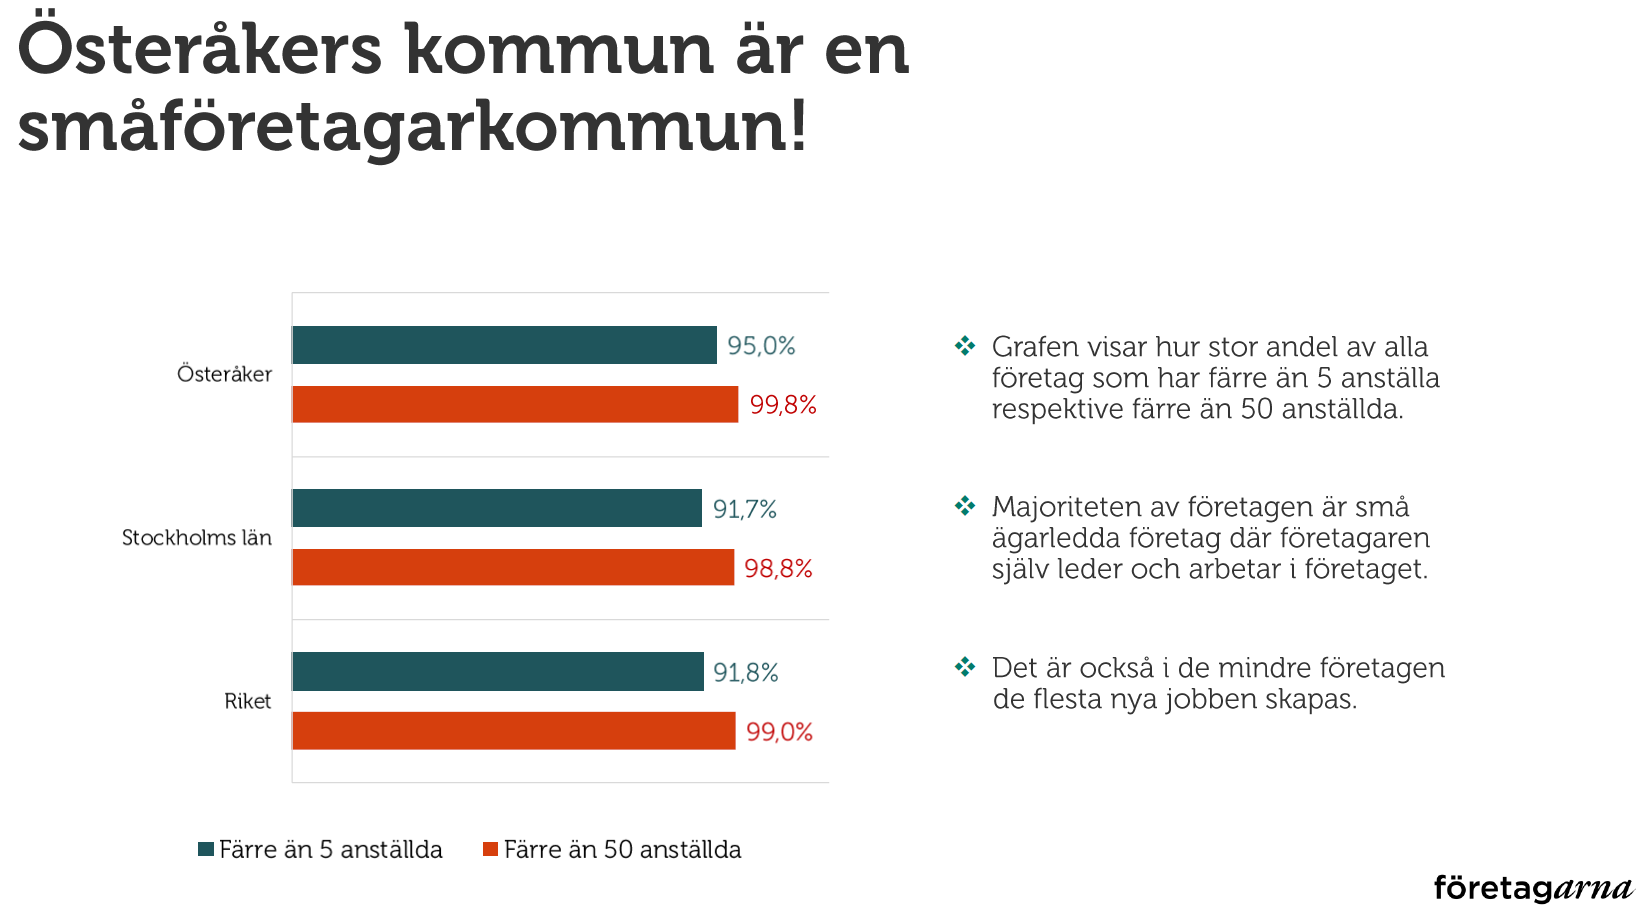 Österåkers kommun är en
småföretagarkommun!
Österåker
95,0%
99,8%
Stockholms län
91,7%
98,8%
Riket
91,8%
99,0%
Färre än 5 anställda
Färre än 50 anställda
Grafen visar hur stor andel av alla
företag som har färre än 5 anställa
respektive färre än 50 anställda.
Majoriteten av företagen är små
ägarledda företag där företagaren
själv leder och arbetar i företaget.
Det är också i de mindre företagen
de flesta nya jobben skapas.
företagarna